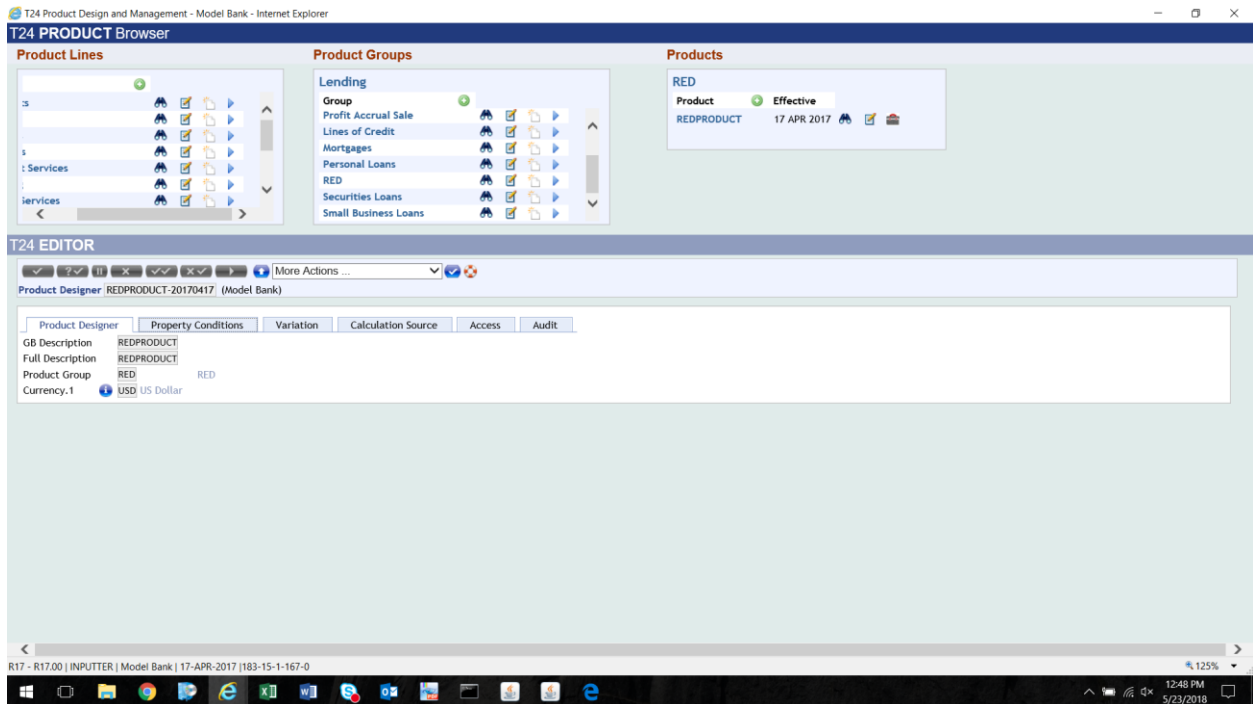 T24 Product Design and Management - Model Bank - Internet Explorer
T24 PRODUCT Browser
Product Lines
Product Groups
Products
Lending
Group
Profit Accrual Sale
Lines of Credit
Mortgages
Personal Loans
RED
Securities Loans
Small Business Loans
s
: Services
Services
RED
Product Effective
REDPRODUCT 17 APR 2017
T24 EDITOR
More Actions ...
Product Designer REDPRODUCT-20170417 (Model Bank)
Product Designer Property Conditions Variation Calculation Source Access Audit
GB Description REDPRODUCT
Full Description REDPRODUCT
Product Group RED RED
Currency.1 USD US Dollar
R17 - R17.00 | INPUTTER | Model Bank | 17-APR-2017 |183-15-1-167-0
125%
12:48 PM
5/23/2018